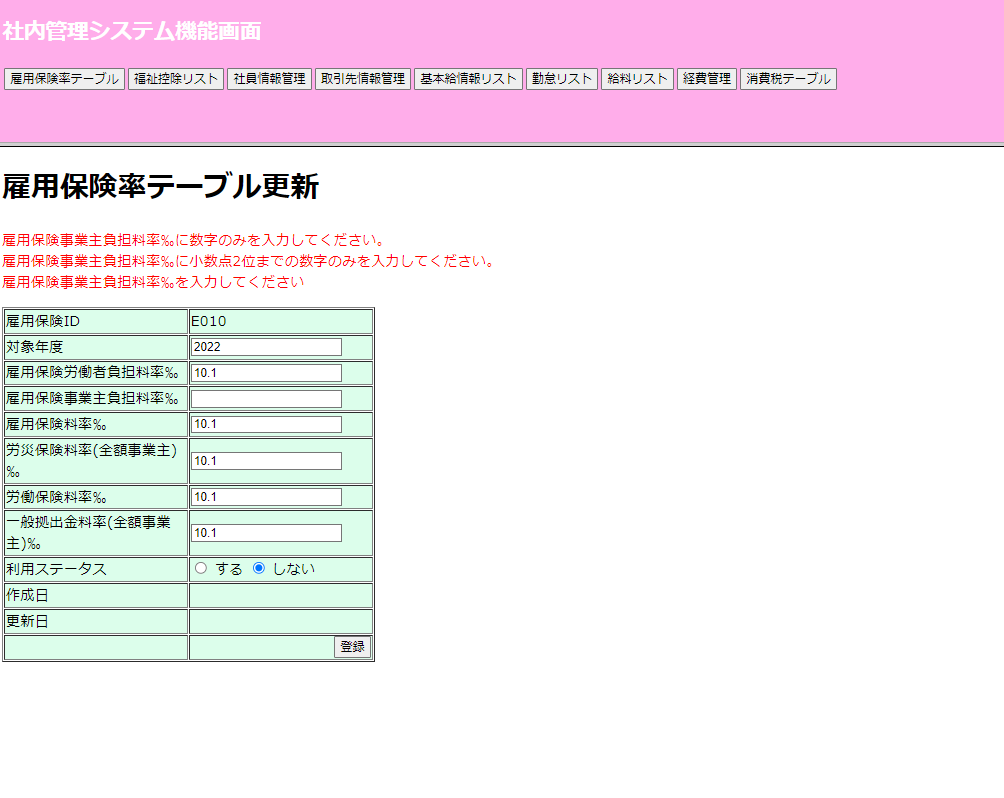 社内管理システム機能画面
雇用保険率テーブル 福祉控除リスト 社員情報管理 取引先情報管理 基本給情報リスト 勤怠リスト 給料リスト 経費管理 消費税テーブル
雇用保険率テーブル更新
雇用保険事業主負担料率‰に数字のみを入力してください。
雇用保険事業主負担料率‰に小数点2位までの数字のみを入力してください。
雇用保険事業主負担料率‰を入力してください
雇用保険ID E010
対象年度 2022
雇用保険労働者負担料率‰ 10.1
雇用保険事業主負担料率‰
雇用保険料率‰ 10.1
労災保険料率(全額事業主)
‰ 10.1
労働保険料率‰ 10.1
一般拠出金料率(全額事業
主)‰ 10.1
利用ステータス する しない
作成日
更新日
登録